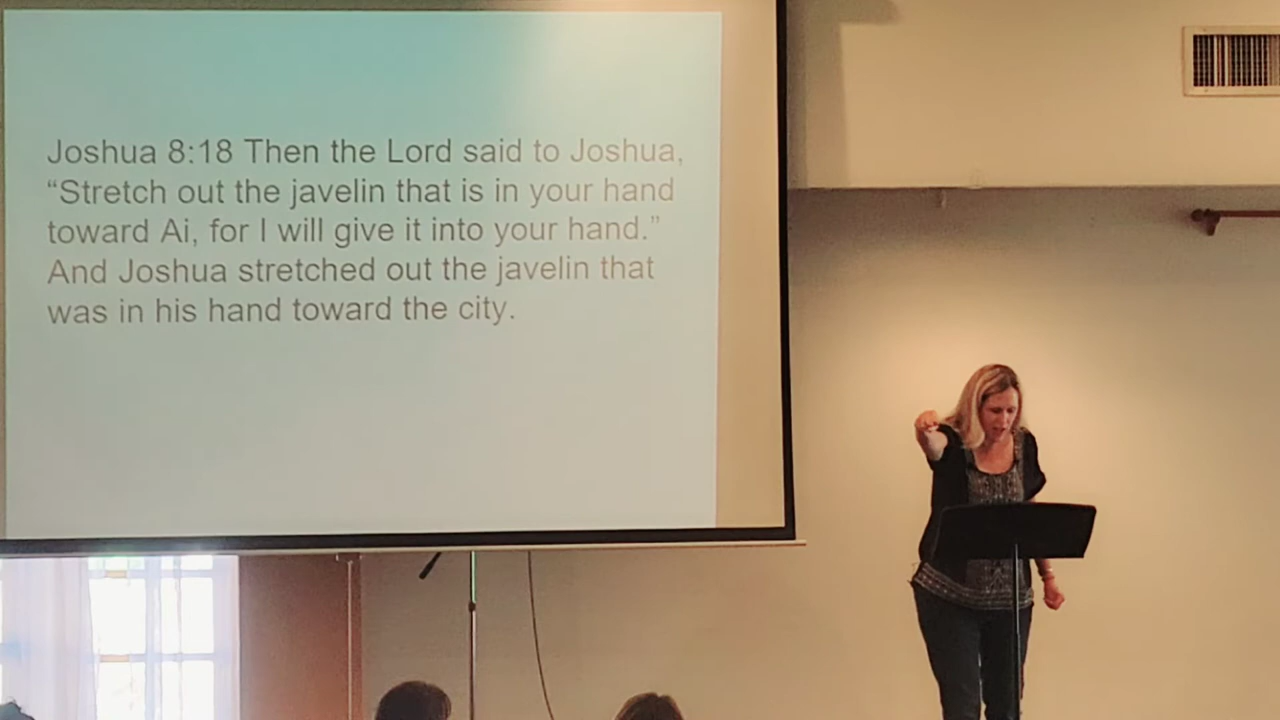 Joshua 8:18 Then the Lord said to Joshua,
“Stretch out the javelin that is in your hand
toward Ai, for I will give it into your hand.”
And Joshua stretched out the javelin that
was in his hand toward the city.